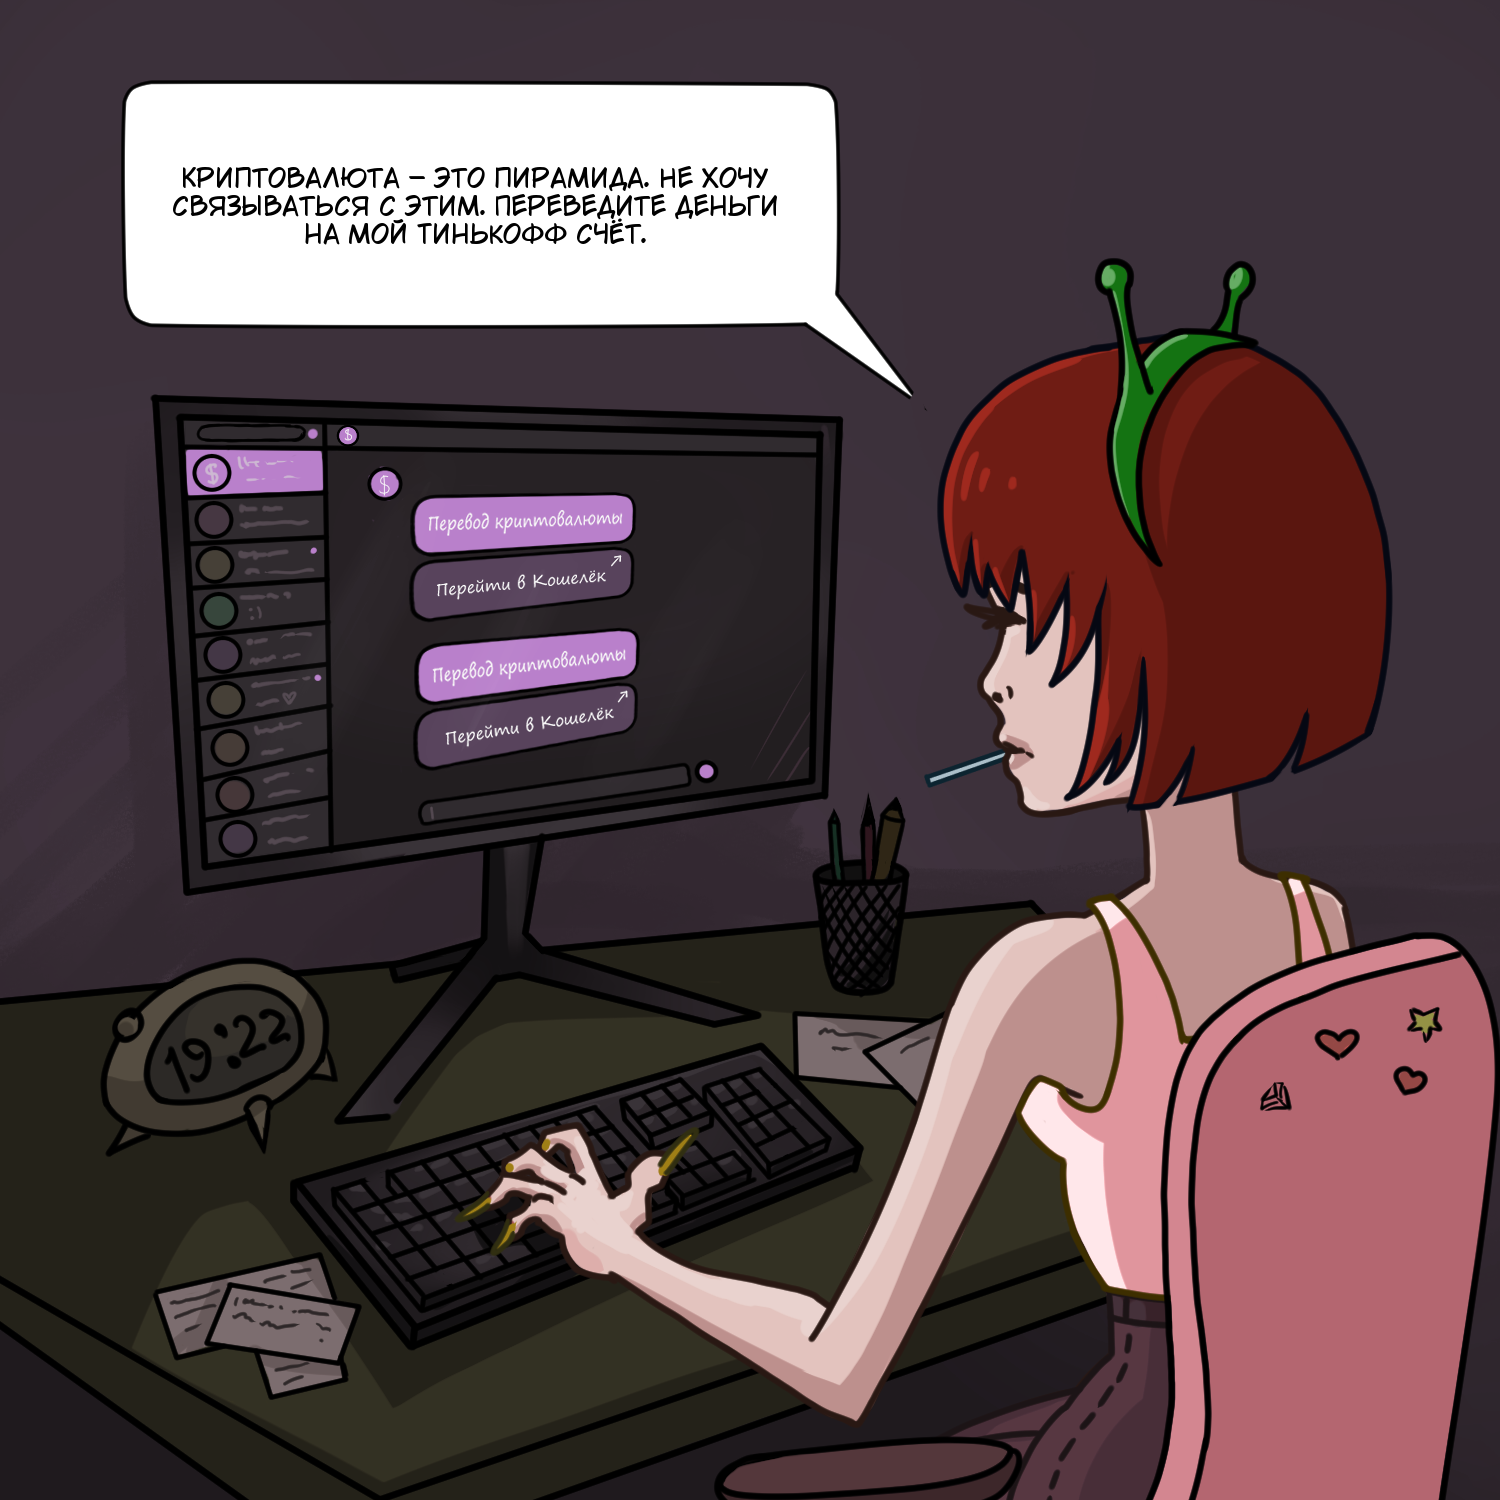 КРИПТОВАЛЮТА – ЭТО ПИРАМИДА. НЕ ХОЧУ
СВЯЗЫВАТЬСЯ С ЭТИМ. ПЕРЕВЕДИТЕ ДЕНЬГИ
НА МОЙ ТИНЬКОФФ СЧЁТ.
$
$
$
Перевод криптовалюты
Перейти в Кошелёк
Перевод криптовалюты
Перейти в Кошелёк
:)
19:22